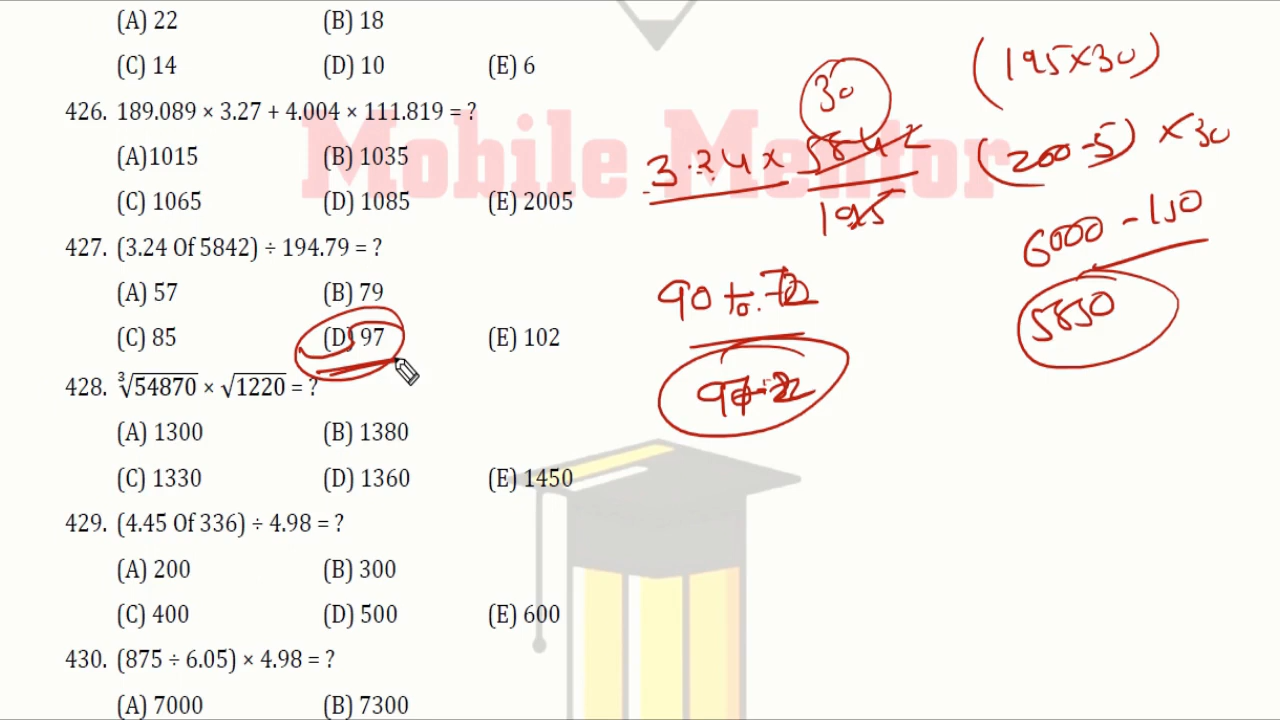 (A) 22 (B) 18
(C) 14 (D) 10 (E) 6
426. 189.089 × 3.27 + 4.004 × 111.819 = ?
(A)1015 (B) 1035
(C) 1065 (D) 1085 (E) 2005
427. (3.24 Of 5842) ÷ 194.79 = ?
(A) 57 (B) 79
(C) 85 (D) 97 (E) 102
428. ³√54870 × √1220 = ?
(A) 1300 (B) 1380
(C) 1330 (D) 1360 (E) 1450
429. (4.45 Of 336) ÷ 4.98 = ?
(A) 200 (B) 300
(C) 400 (D) 500 (E) 600
430. (875 ÷ 6.05) × 4.98 = ?
(A) 7000 (B) 7300
Mobile Mentor
30
3.24 × 5842
195
90 +
(195×30)
(200-5) ×30
6000 - 150
5850